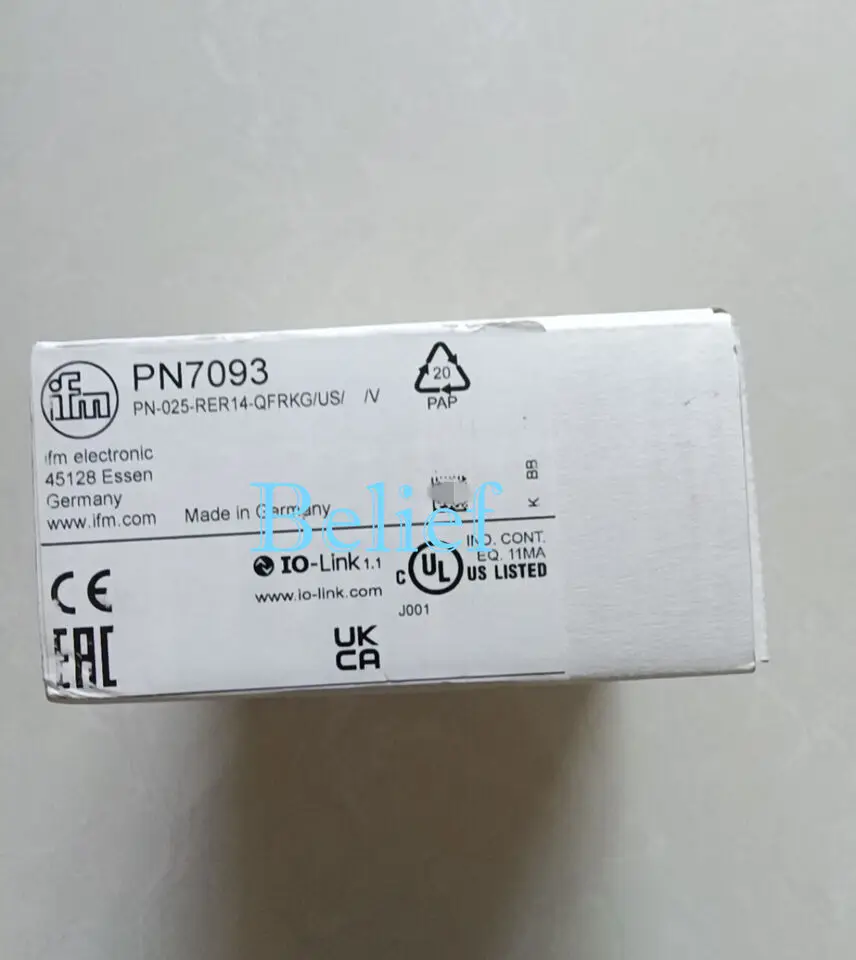 ifm
PN7093
PN-025-RER14-QFRKG/US/ /V
20
PAP
ifm electronic
45128 Essen
Germany
www.ifm.com
Made in Germany
K BB
Belief
IO-Link 1.1
www.io-link.com
C UL US LISTED
IND. CONT.
EQ. 11MA
J001
CE
EAC
UK
CA